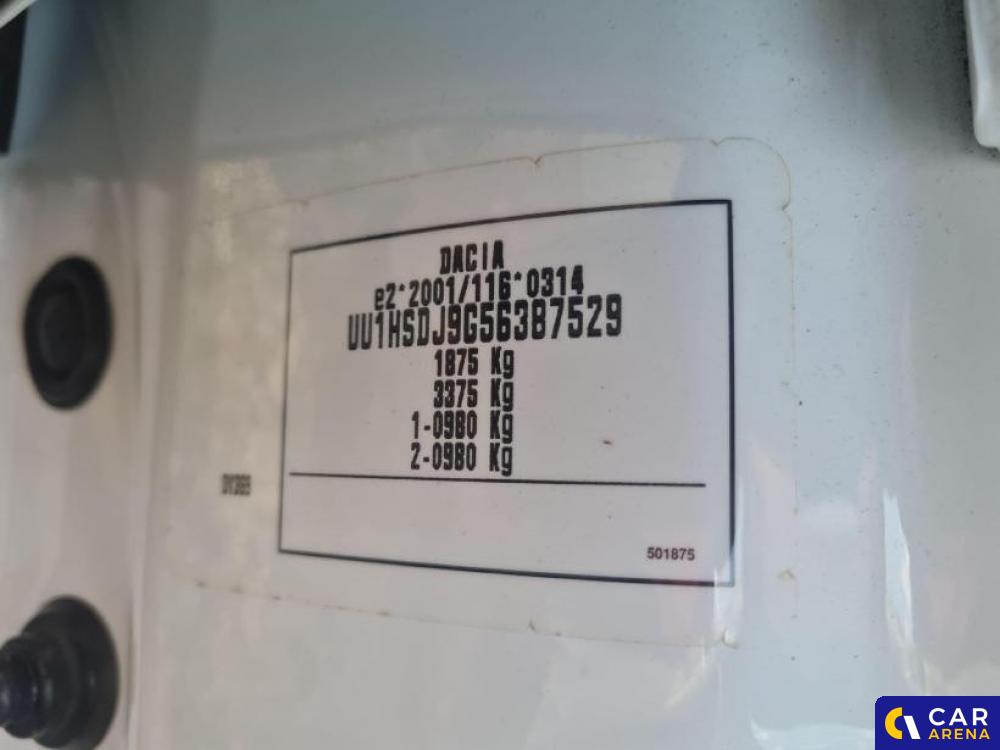 DACIA
e2*2001/116*0314
UU1HSDJ9G56387529
1875 Kg
3375 Kg
1-0980 Kg
2-0980 Kg
501875
CAR
ARENA